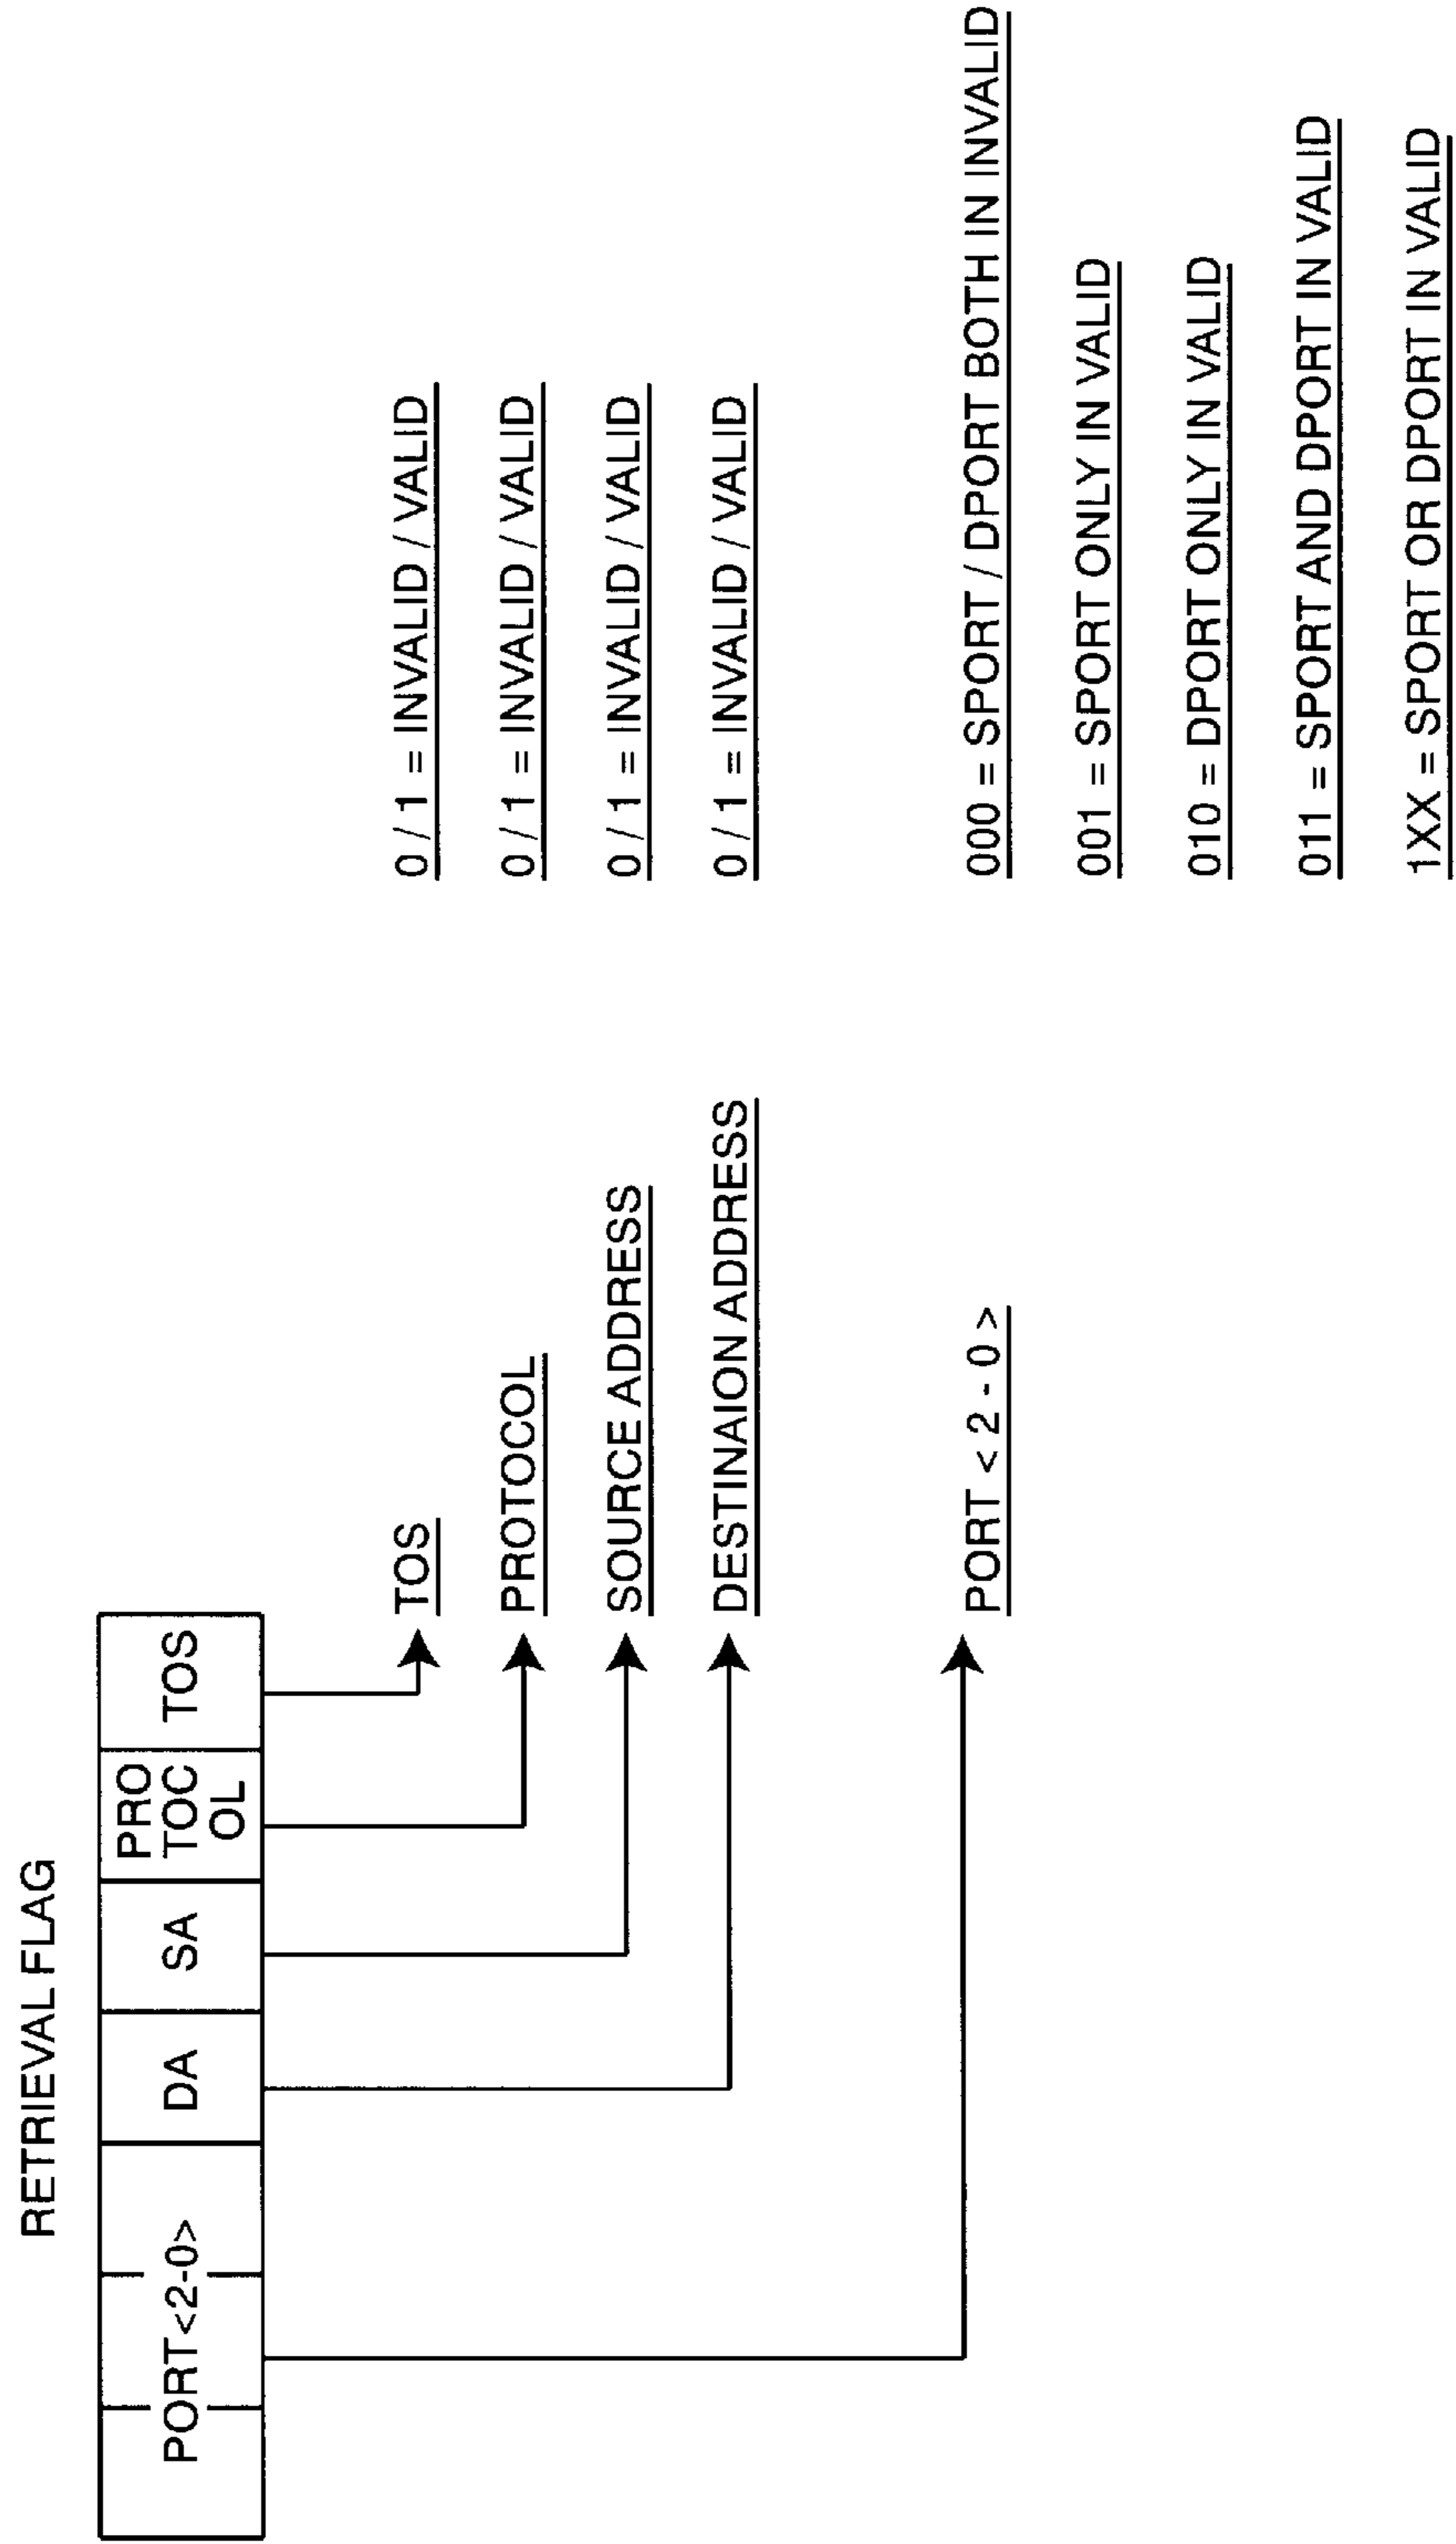 RETRIEVAL FLAG
PORT<2-0>
DA
SA
PRO
TOC
OL
TOS
TOS
0 / 1 = INVALID / VALID
PROTOCOL
0 / 1 = INVALID / VALID
SOURCE ADDRESS
0 / 1 = INVALID / VALID
DESTINAION ADDRESS
0 / 1 = INVALID / VALID
PORT < 2 - 0 >
000 = SPORT / DPORT BOTH IN INVALID
001 = SPORT ONLY IN VALID
010 = DPORT ONLY IN VALID
011 = SPORT AND DPORT IN VALID
1XX = SPORT OR DPORT IN VALID